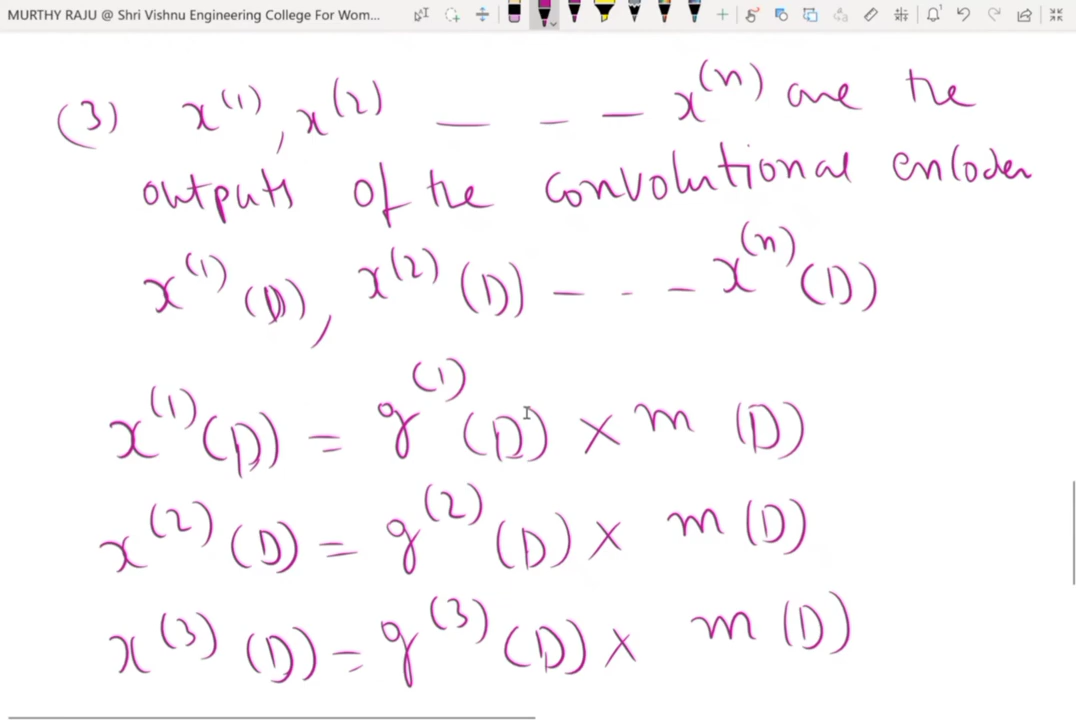 MURTHY RAJU @ Shri Vishnu Engineering College For Wom...
(3) x^(1), x^(2) — - — x^(n) are the
outputs of the convolutional encoder
x^(1)(D), x^(2)(D) — - — x^(n)(D)
x^(1)(D) = g^(1)(D) × m(D)
x^(2)(D) = g^(2)(D) × m(D)
x^(3)(D) = g^(3)(D) × m(D)